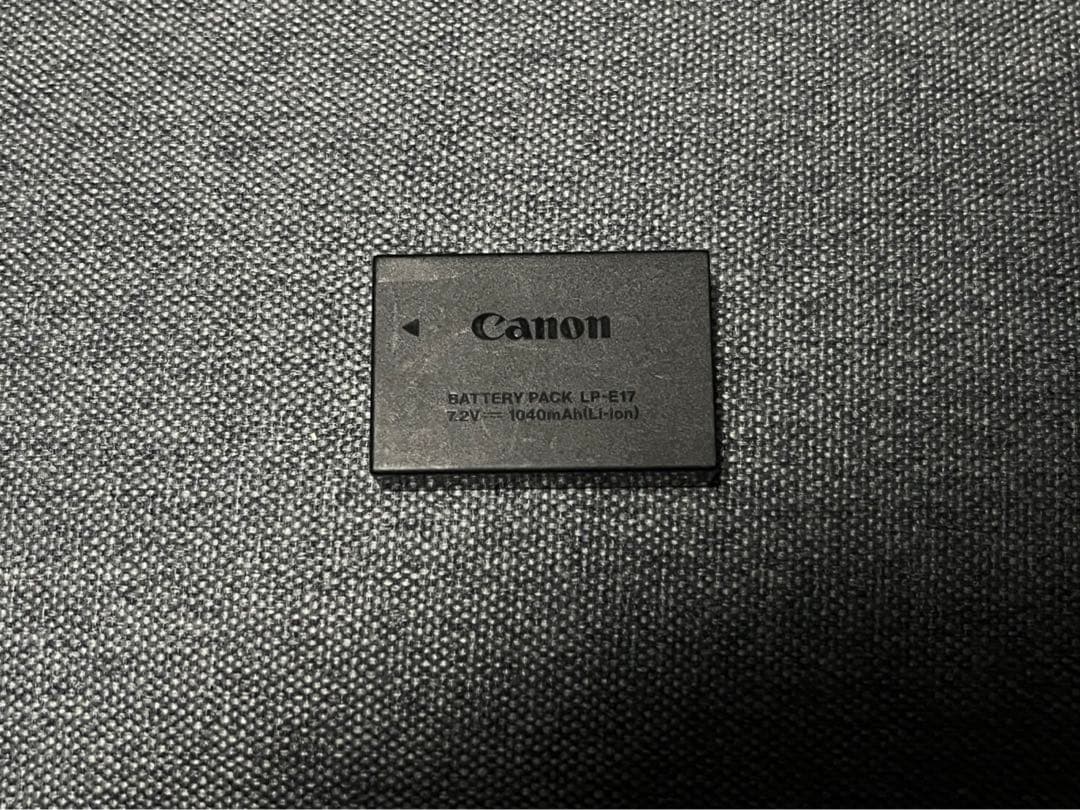 Canon
BATTERY PACK LP-E17
7.2V⎓ 1040mAh(Li-ion)